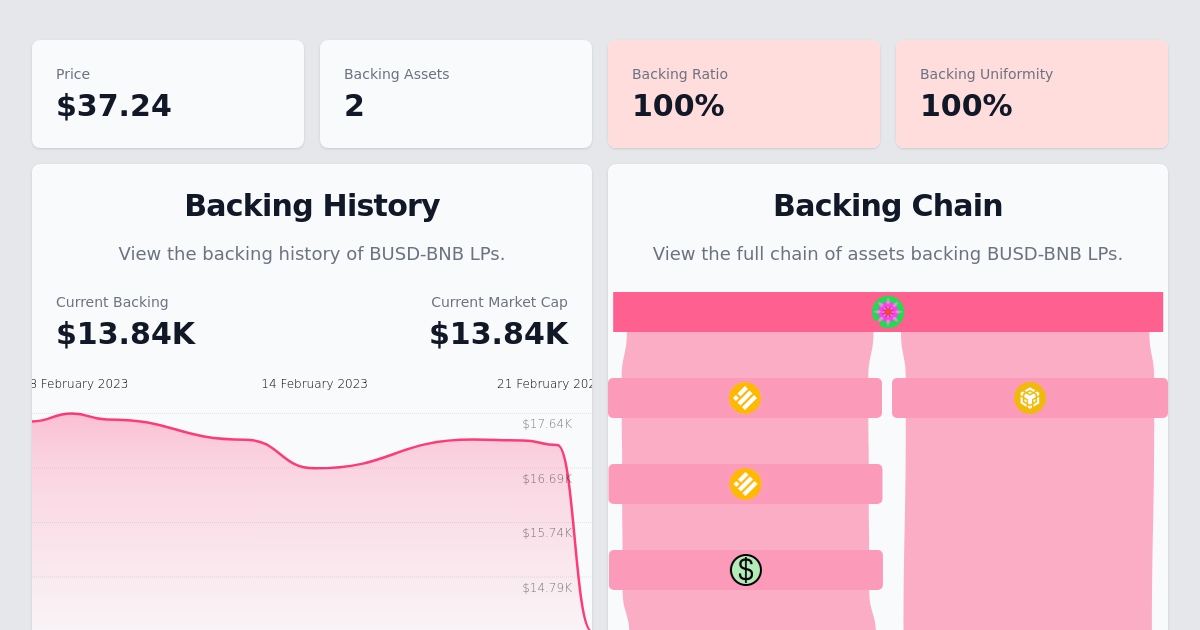 Price
$37.24
Backing Assets
2
Backing Ratio
100%
Backing Uniformity
100%
Backing History
View the backing history of BUSD-BNB LPs.
Current Backing
$13.84K
Current Market Cap
$13.84K
8 February 2023
14 February 2023
21 February 202
$17.64K
$16.69K
$15.74K
$14.79K
Backing Chain
View the full chain of assets backing BUSD-BNB LPs.
$